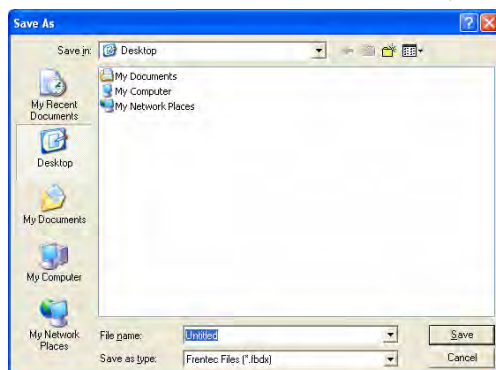 Save As
Save in: Desktop
My Recent
Documents
Desktop
My Documents
My Computer
My Network
Places
My Documents
My Computer
My Network Places
File name: Untitled
Save
Save as type: Frentec Files (*.fbdx)
Cancel